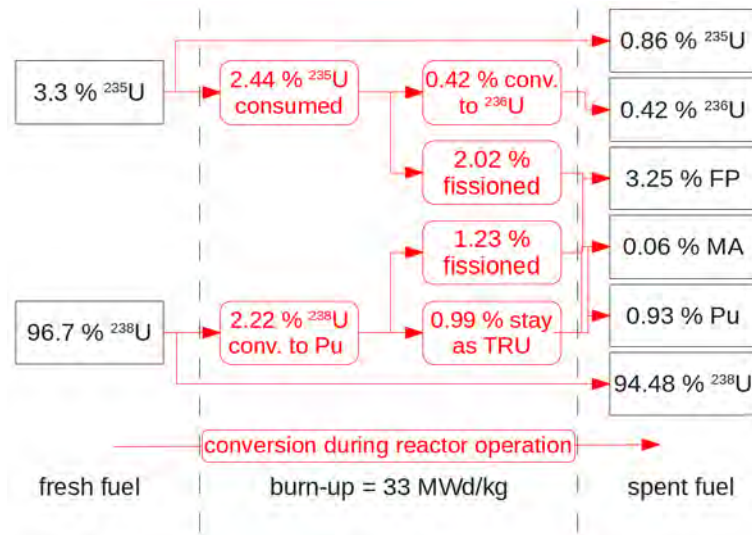 3.3 % ²³⁵U
96.7 % ²³⁸U
2.44 % ²³⁵U
consumed
2.22 % ²³⁸U
conv. to Pu
0.42 % conv.
to ²³⁶U
2.02 %
fissioned
1.23 %
fissioned
0.99 % stay
as TRU
0.86 % ²³⁵U
0.42 % ²³⁶U
3.25 % FP
0.06 % MA
0.93 % Pu
94.48 % ²³⁸U
conversion during reactor operation
fresh fuel
burn-up = 33 MWd/kg
spent fuel